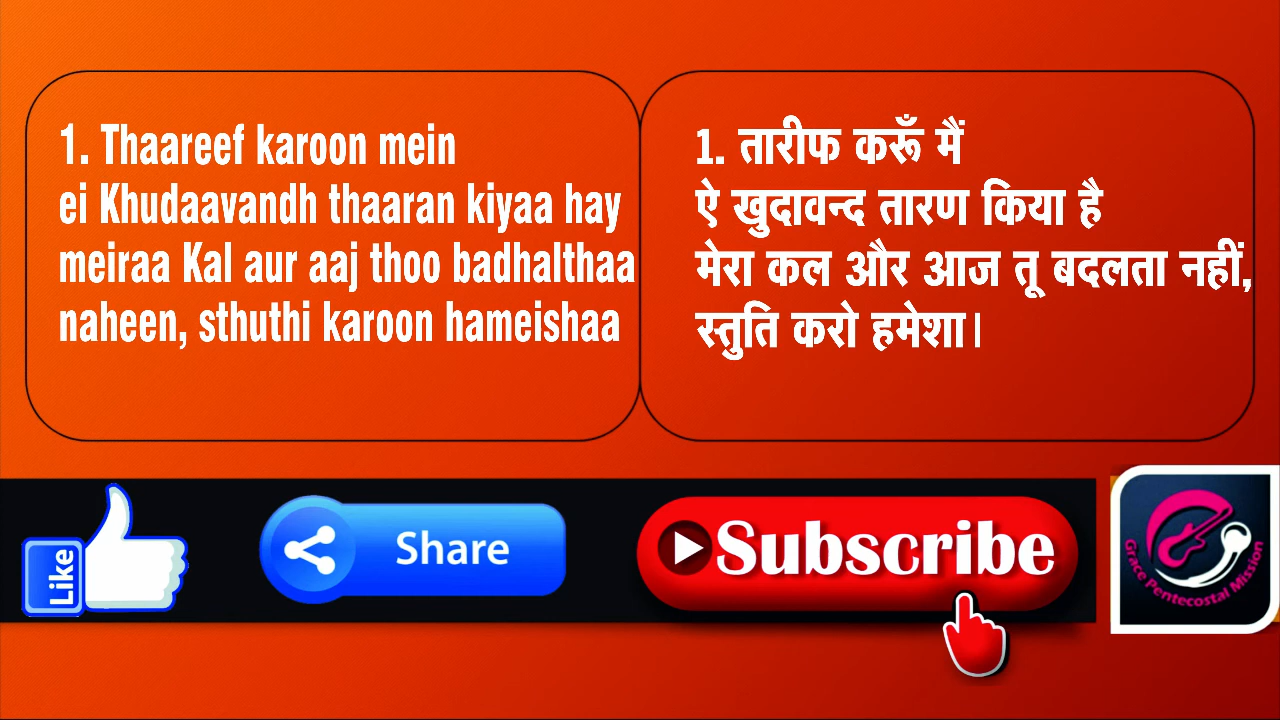 1. Thaareef karoon mein
ei Khudaavandh thaaran kiyaa hay
meiraa Kal aur aaj thoo badhalthaa
naheen, sthuthi karoon hameishaa
1. तारीफ करूँ मैं
ऐ खुदावन्द तारण किया है
मेरा कल और आज तू बदलता नहीं,
स्तुति करो हमेशा।
Like
Share
Subscribe
Grace Pentecostal Mission